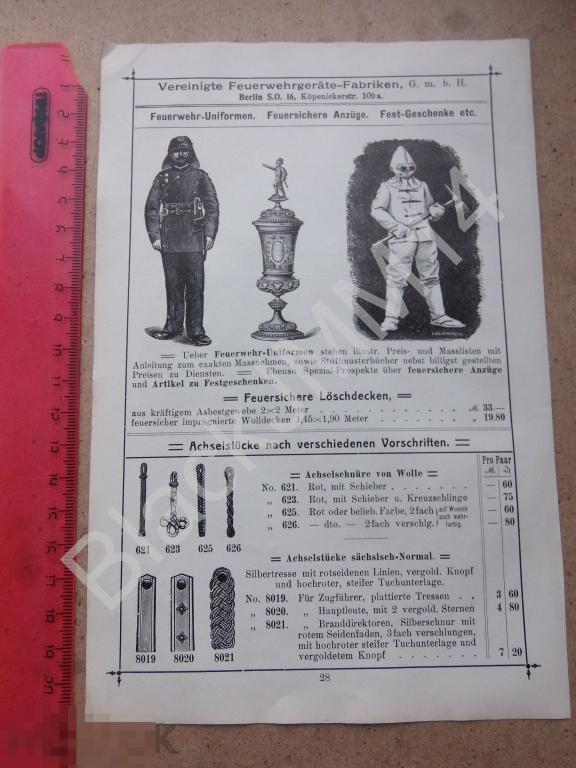 Vereinigte Feuerwehrgeräte-Fabriken, G. m. b. H.
Berlin S.O. 16, Köpenickerstr. 109a.
Feuerwehr-Uniformen. Feuersichere Anzüge. Fest-Geschenke etc.
Ueber Feuerwehr-Uniformen stehen illustr. Preis- und Masslisten mit
Anleitung zum exakten Massnehmen, sowie Stoffmusterbücher nebst billigst gestellten
Preisen zu Diensten. Ebenso Spezial-Prospekte über feuersichere Anzüge
und Artikel zu Festgeschenken.
Feuersichere Löschdecken,
aus kräftigem Asbestgewebe 2×2 Meter . . . . . . . . . . . . M. 33.—
feuersicher imprägnierte Wolldecken 1,45×1,90 Meter . . . . . . . . „ 19.80
Achselstücke nach verschiedenen Vorschriften.
Pro Paar
M. ₰
Achselschnüre von Wolle
No. 621. Rot, mit Schieber . . . . . . . — 60
„ 623. Rot, mit Schieber u. Kreuzschlinge — 75
„ 625. Rot oder belieb. Farbe, 2fach auf Wunsch auch mehrfarbig. — 60
„ 626. — dto. — 2fach verschlg. — 80
621 623 625 626
Achselstücke sächsisch-Normal.
Silbertresse mit rotseidenen Linien, vergold. Knopf
und hochroter, steifer Tuchunterlage.
No. 8019. Für Zugführer, plattierte Tressen . . 3 60
„ 8020. „ Hauptleute, mit 2 vergold. Sternen 4 80
„ 8021. „ Branddirektoren, Silberschnur mit
rotem Seidenfaden, 3fach verschlungen,
mit hochroter steifer Tuchunterlage und
vergoldetem Knopf . . . . . . . 7 20
8019 8020 8021
28